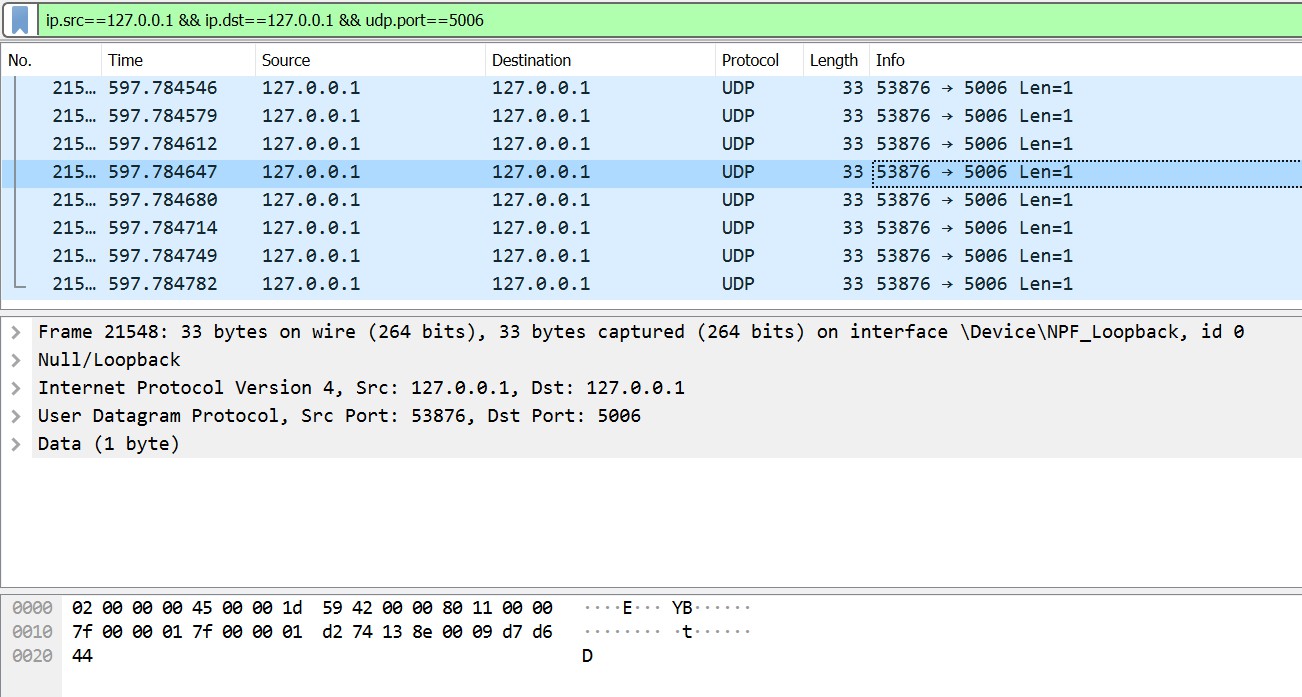 ip.src==127.0.0.1 && ip.dst==127.0.0.1 && udp.port==5006
No. Time Source Destination Protocol Length Info
215… 597.784546 127.0.0.1 127.0.0.1 UDP 33 53876 → 5006 Len=1
215… 597.784579 127.0.0.1 127.0.0.1 UDP 33 53876 → 5006 Len=1
215… 597.784612 127.0.0.1 127.0.0.1 UDP 33 53876 → 5006 Len=1
215… 597.784647 127.0.0.1 127.0.0.1 UDP 33 53876 → 5006 Len=1
215… 597.784680 127.0.0.1 127.0.0.1 UDP 33 53876 → 5006 Len=1
215… 597.784714 127.0.0.1 127.0.0.1 UDP 33 53876 → 5006 Len=1
215… 597.784749 127.0.0.1 127.0.0.1 UDP 33 53876 → 5006 Len=1
215… 597.784782 127.0.0.1 127.0.0.1 UDP 33 53876 → 5006 Len=1
Frame 21548: 33 bytes on wire (264 bits), 33 bytes captured (264 bits) on interface \Device\NPF_Loopback, id 0
Null/Loopback
Internet Protocol Version 4, Src: 127.0.0.1, Dst: 127.0.0.1
User Datagram Protocol, Src Port: 53876, Dst Port: 5006
Data (1 byte)
0000 02 00 00 00 45 00 00 1d 59 42 00 00 80 11 00 00 ····E··· YB······
0010 7f 00 00 01 7f 00 00 01 d2 74 13 8e 00 09 d7 d6 ········ ·t······
0020 44 D